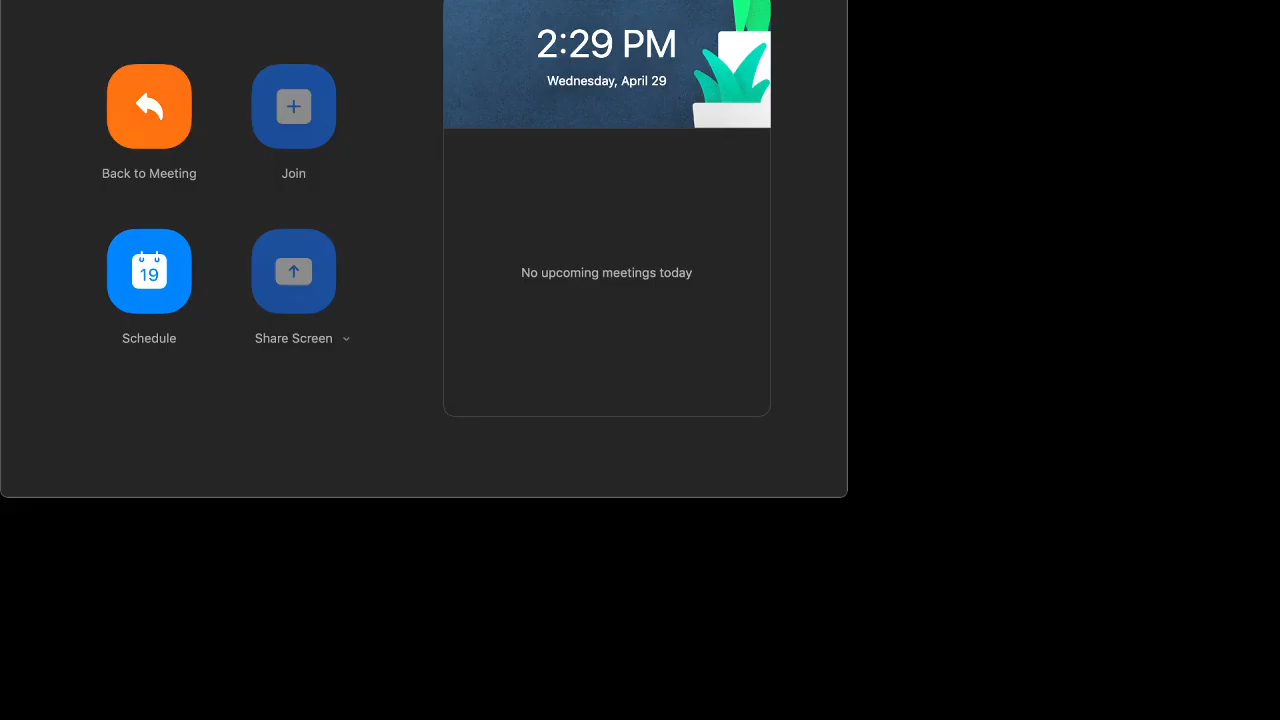 2:29 PM
Wednesday, April 29
Back to Meeting
Join
19
Schedule
Share Screen
No upcoming meetings today